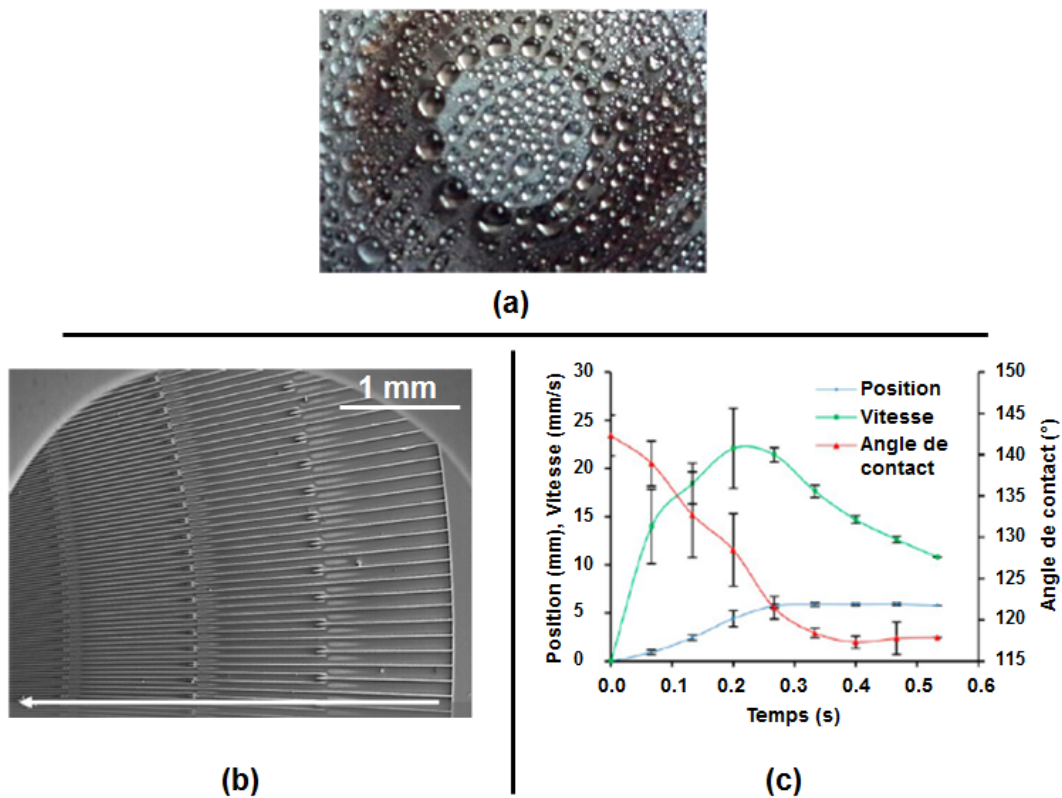 (a)
1 mm
(b)
30
25
20
15
10
5
0
Position (mm), Vitesse (mm/s)
Position
Vitesse
Angle de
contact
150
145
140
135
130
125
120
115
Angle de contact (°)
0.0 0.1 0.2 0.3 0.4 0.5 0.6
Temps (s)
(c)